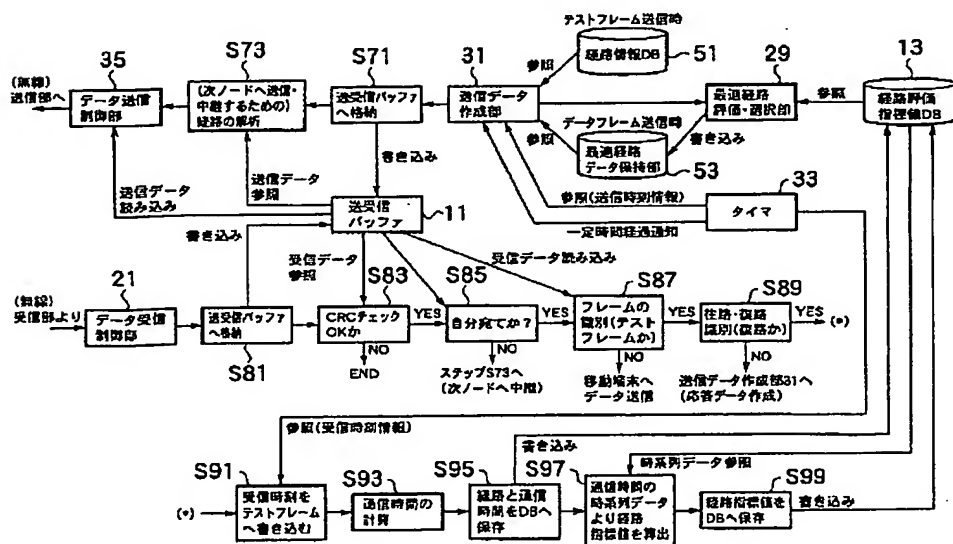 テストフレーム送信時
35
S73
S71
31
経路情報DB
51
29
13
(無線)
送信部へ
データ送信
制御部
(次ノードへ送信・
中継するための)
経路の解析
送受信バッファ
へ格納
送信データ
作成部
参照
最適経路
評価・選択部
参照
経路評価
指標値DB
データフレーム送信時
参照
書き込み
最適経路
データ保持部
53
33
書き込み
送信データ
読み込み
送信データ
参照
送受信
バッファ
11
参照(送信時刻情報)
タイマ
一定時間経過通知
書き込み
受信データ
参照
受信データ読み込み
21
S83
S85
S87
S89
(無線)
受信部より
データ受信
制御部
送受信バッファ
へ格納
CRCチェック
OKか
YES
自分宛てか?
YES
フレームの
識別(テスト
フレームか)
YES
往路・復路
識別(復路か)
YES
(*)
S81
NO
END
NO
ステップS73へ
(次ノードへ中継)
NO
移動端末へ
データ送信
NO
送信データ作成部31へ
(応答データ作成)
参照(受信時刻情報)
書き込み
時系列データ参照
S91
S93
S95
S97
S99
(*)
受信時刻を
テストフレーム
へ書き込む
通信時間の
計算
経路と通信
時間をDBへ
保存
通信時間の
時系列データ
より経路
指標値を算出
経路指標値を
DBへ保存
書き込み